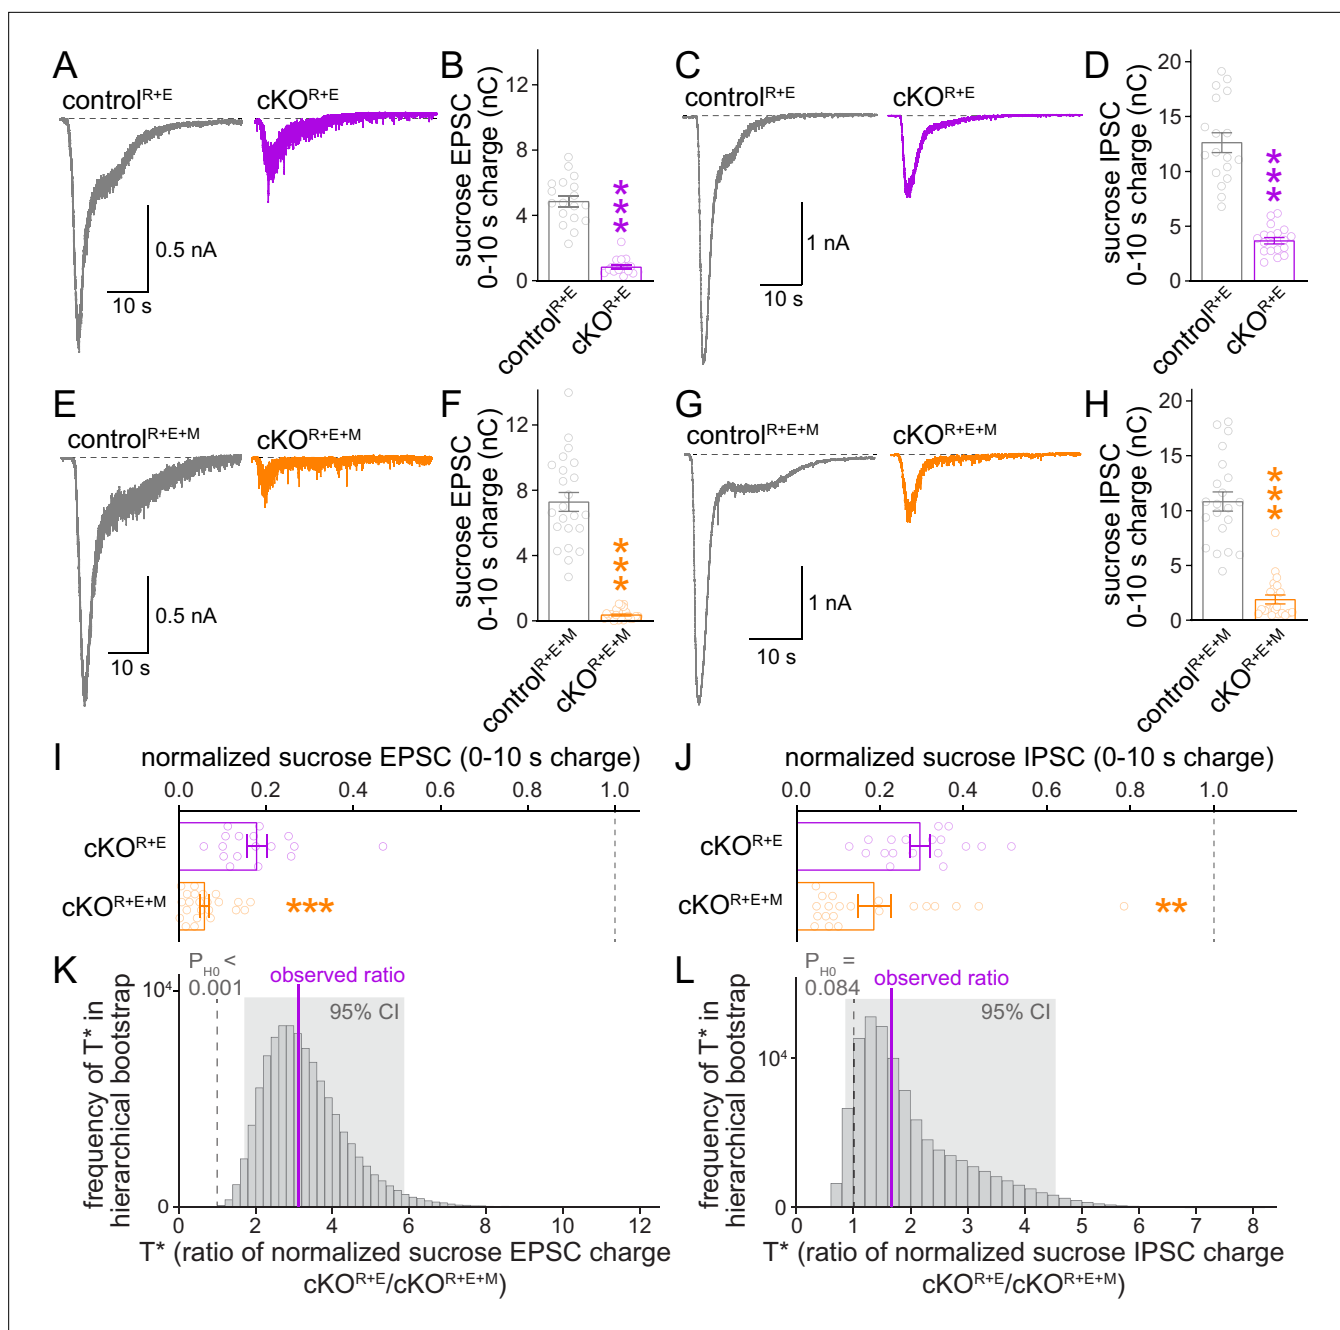 A
control^R+E
cKO^R+E
0.5 nA
10 s
B
sucrose EPSC
0-10 s charge (nC)
12
8
4
0
control^R+E
cKO^R+E
***
C
control^R+E
cKO^R+E
1 nA
10 s
D
sucrose IPSC
0-10 s charge (nC)
20
15
10
5
0
control^R+E
cKO^R+E
***
E
control^R+E+M
cKO^R+E+M
0.5 nA
10 s
F
sucrose EPSC
0-10 s charge (nC)
12
8
4
0
control^R+E+M
cKO^R+E+M
***
G
control^R+E+M
cKO^R+E+M
1 nA
10 s
H
sucrose IPSC
0-10 s charge (nC)
20
15
10
5
0
control^R+E+M
cKO^R+E+M
***
I
normalized sucrose EPSC (0-10 s charge)
0.0 0.2 0.4 0.6 0.8 1.0
cKO^R+E
cKO^R+E+M
***
J
normalized sucrose IPSC (0-10 s charge)
0.0 0.2 0.4 0.6 0.8 1.0
cKO^R+E
cKO^R+E+M
**
K
P_H0 <
0.001
observed ratio
95% CI
frequency of T* in
hierarchical bootstrap
10^4
0
0 2 4 6 8 10 12
T* (ratio of normalized sucrose EPSC charge
cKO^R+E/cKO^R+E+M)
L
P_H0 =
0.084
observed ratio
95% CI
frequency of T* in
hierarchical bootstrap
10^4
0
0 1 2 3 4 5 6 7 8
T* (ratio of normalized sucrose IPSC charge
cKO^R+E/cKO^R+E+M)